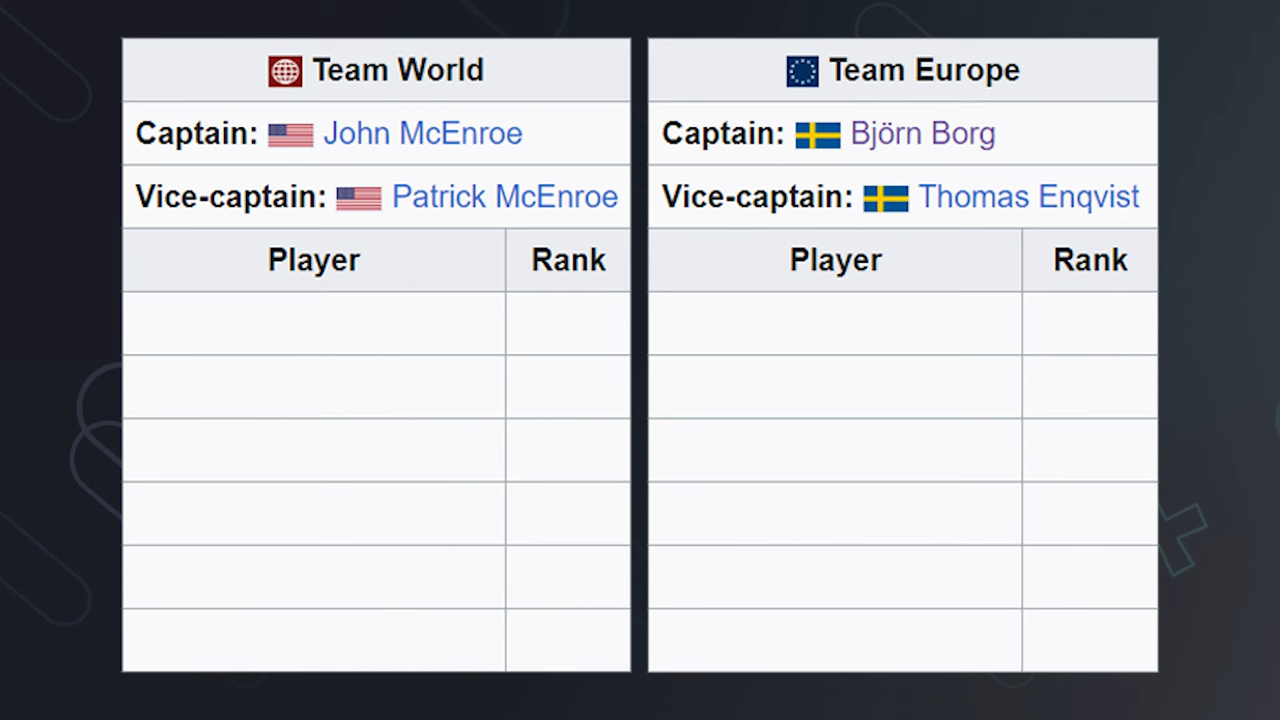 Team World
Captain: John McEnroe
Vice-captain: Patrick McEnroe
Player Rank
Team Europe
Captain: Björn Borg
Vice-captain: Thomas Enqvist
Player Rank